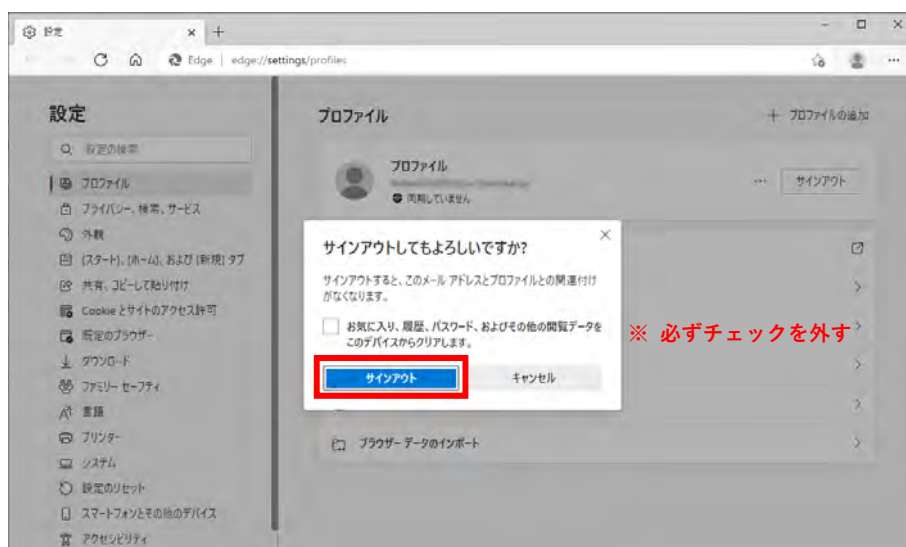 設定
Edge edge://settings/profiles
設定
設定の検索
プロファイル
プライバシー、検索、サービス
外観
[スタート]、[ホーム]、および [新規] タブ
共有、コピーして貼り付け
Cookie とサイトのアクセス許可
既定のブラウザー
ダウンロード
ファミリー セーフティ
言語
プリンター
システム
設定のリセット
スマートフォンとその他のデバイス
アクセシビリティ
プロファイル
プロファイルの追加
プロファイル
同期していません
サインアウト
サインアウトしてもよろしいですか?
サインアウトすると、このメール アドレスとプロファイルとの関連付け
がなくなります。
お気に入り、履歴、パスワード、およびその他の閲覧データを
このデバイスからクリアします。
サインアウト
キャンセル
※ 必ずチェックを外す
ブラウザー データのインポート